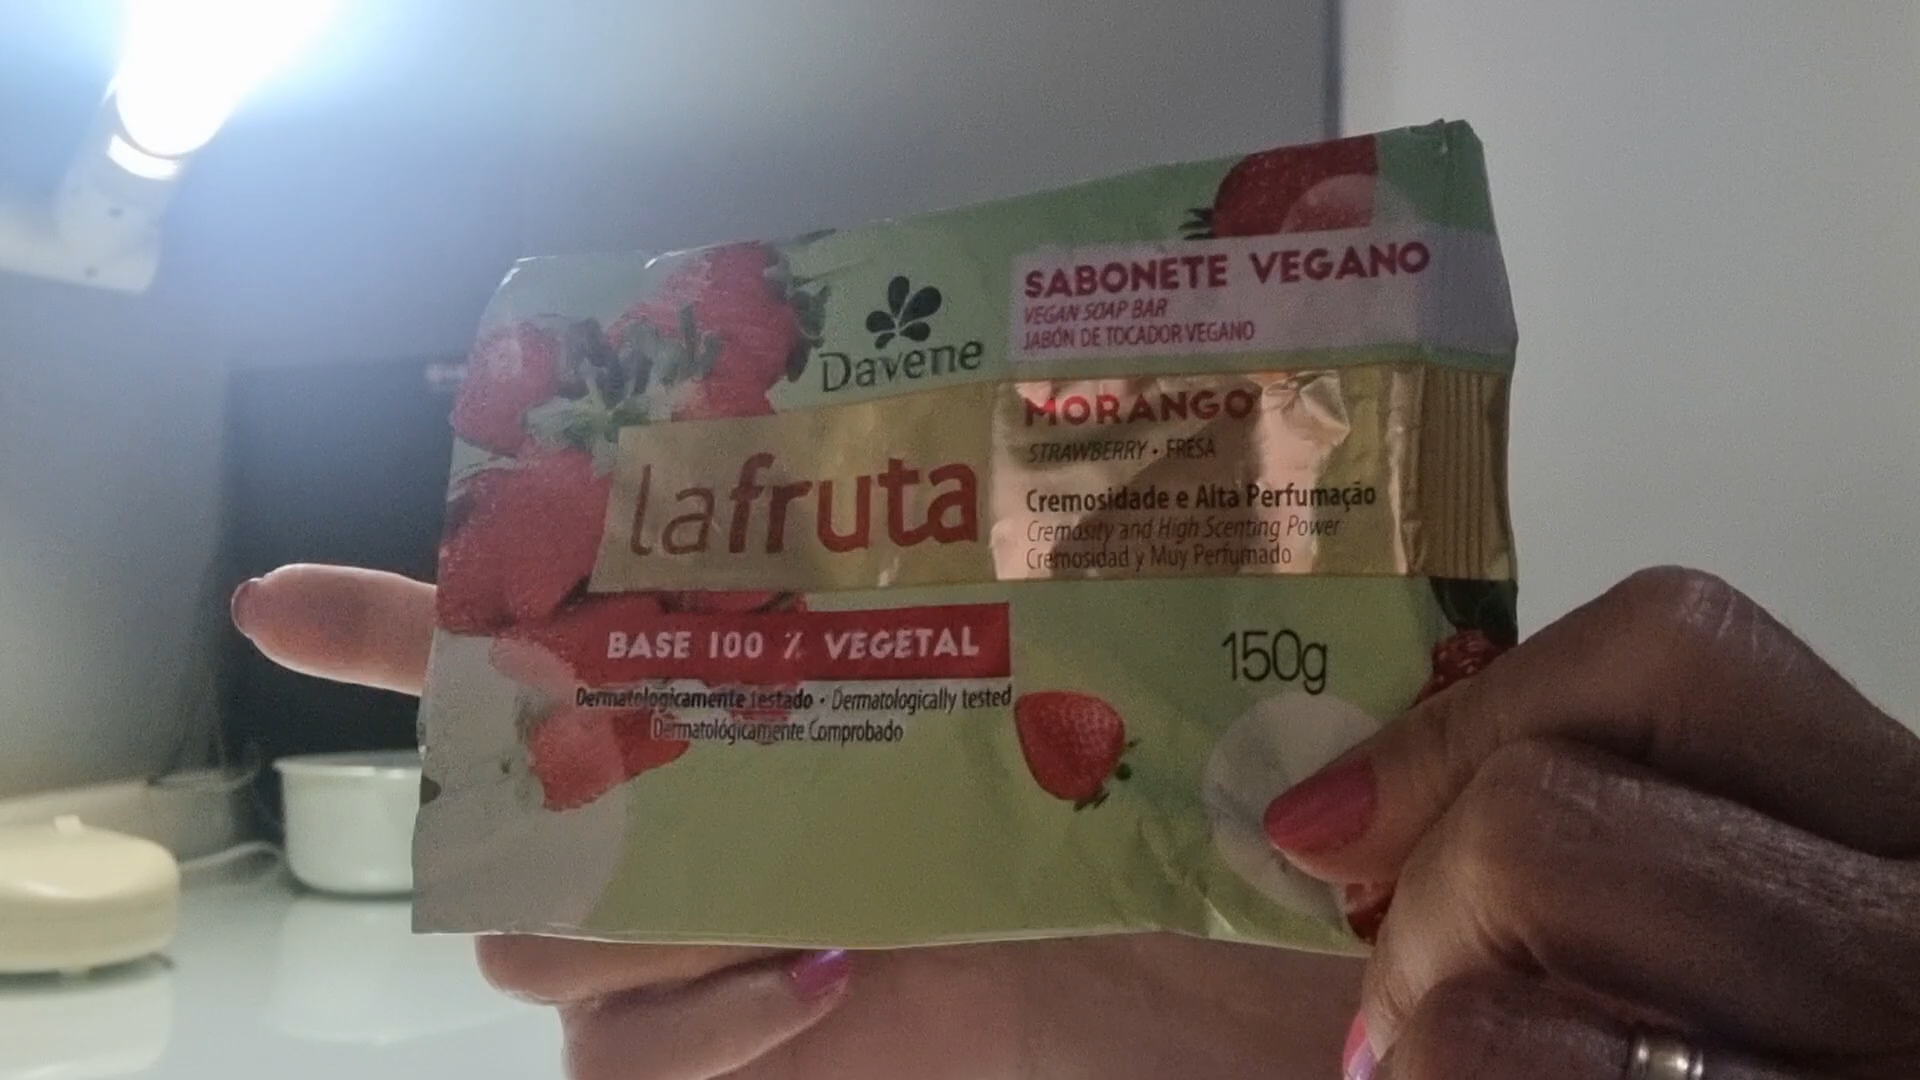 Davene
SABONETE VEGANO
VEGAN SOAP BAR
JABÓN DE TOCADOR VEGANO
lafruta
MORANGO
STRAWBERRY • FRESA
Cremosidade e Alta Perfumação
Cremosity and High Scenting Power
Cremosidad y Muy Perfumado
BASE 100 % VEGETAL
Dermatologicamente testado • Dermatologically tested
Dermatológicamente Comprobado
150g